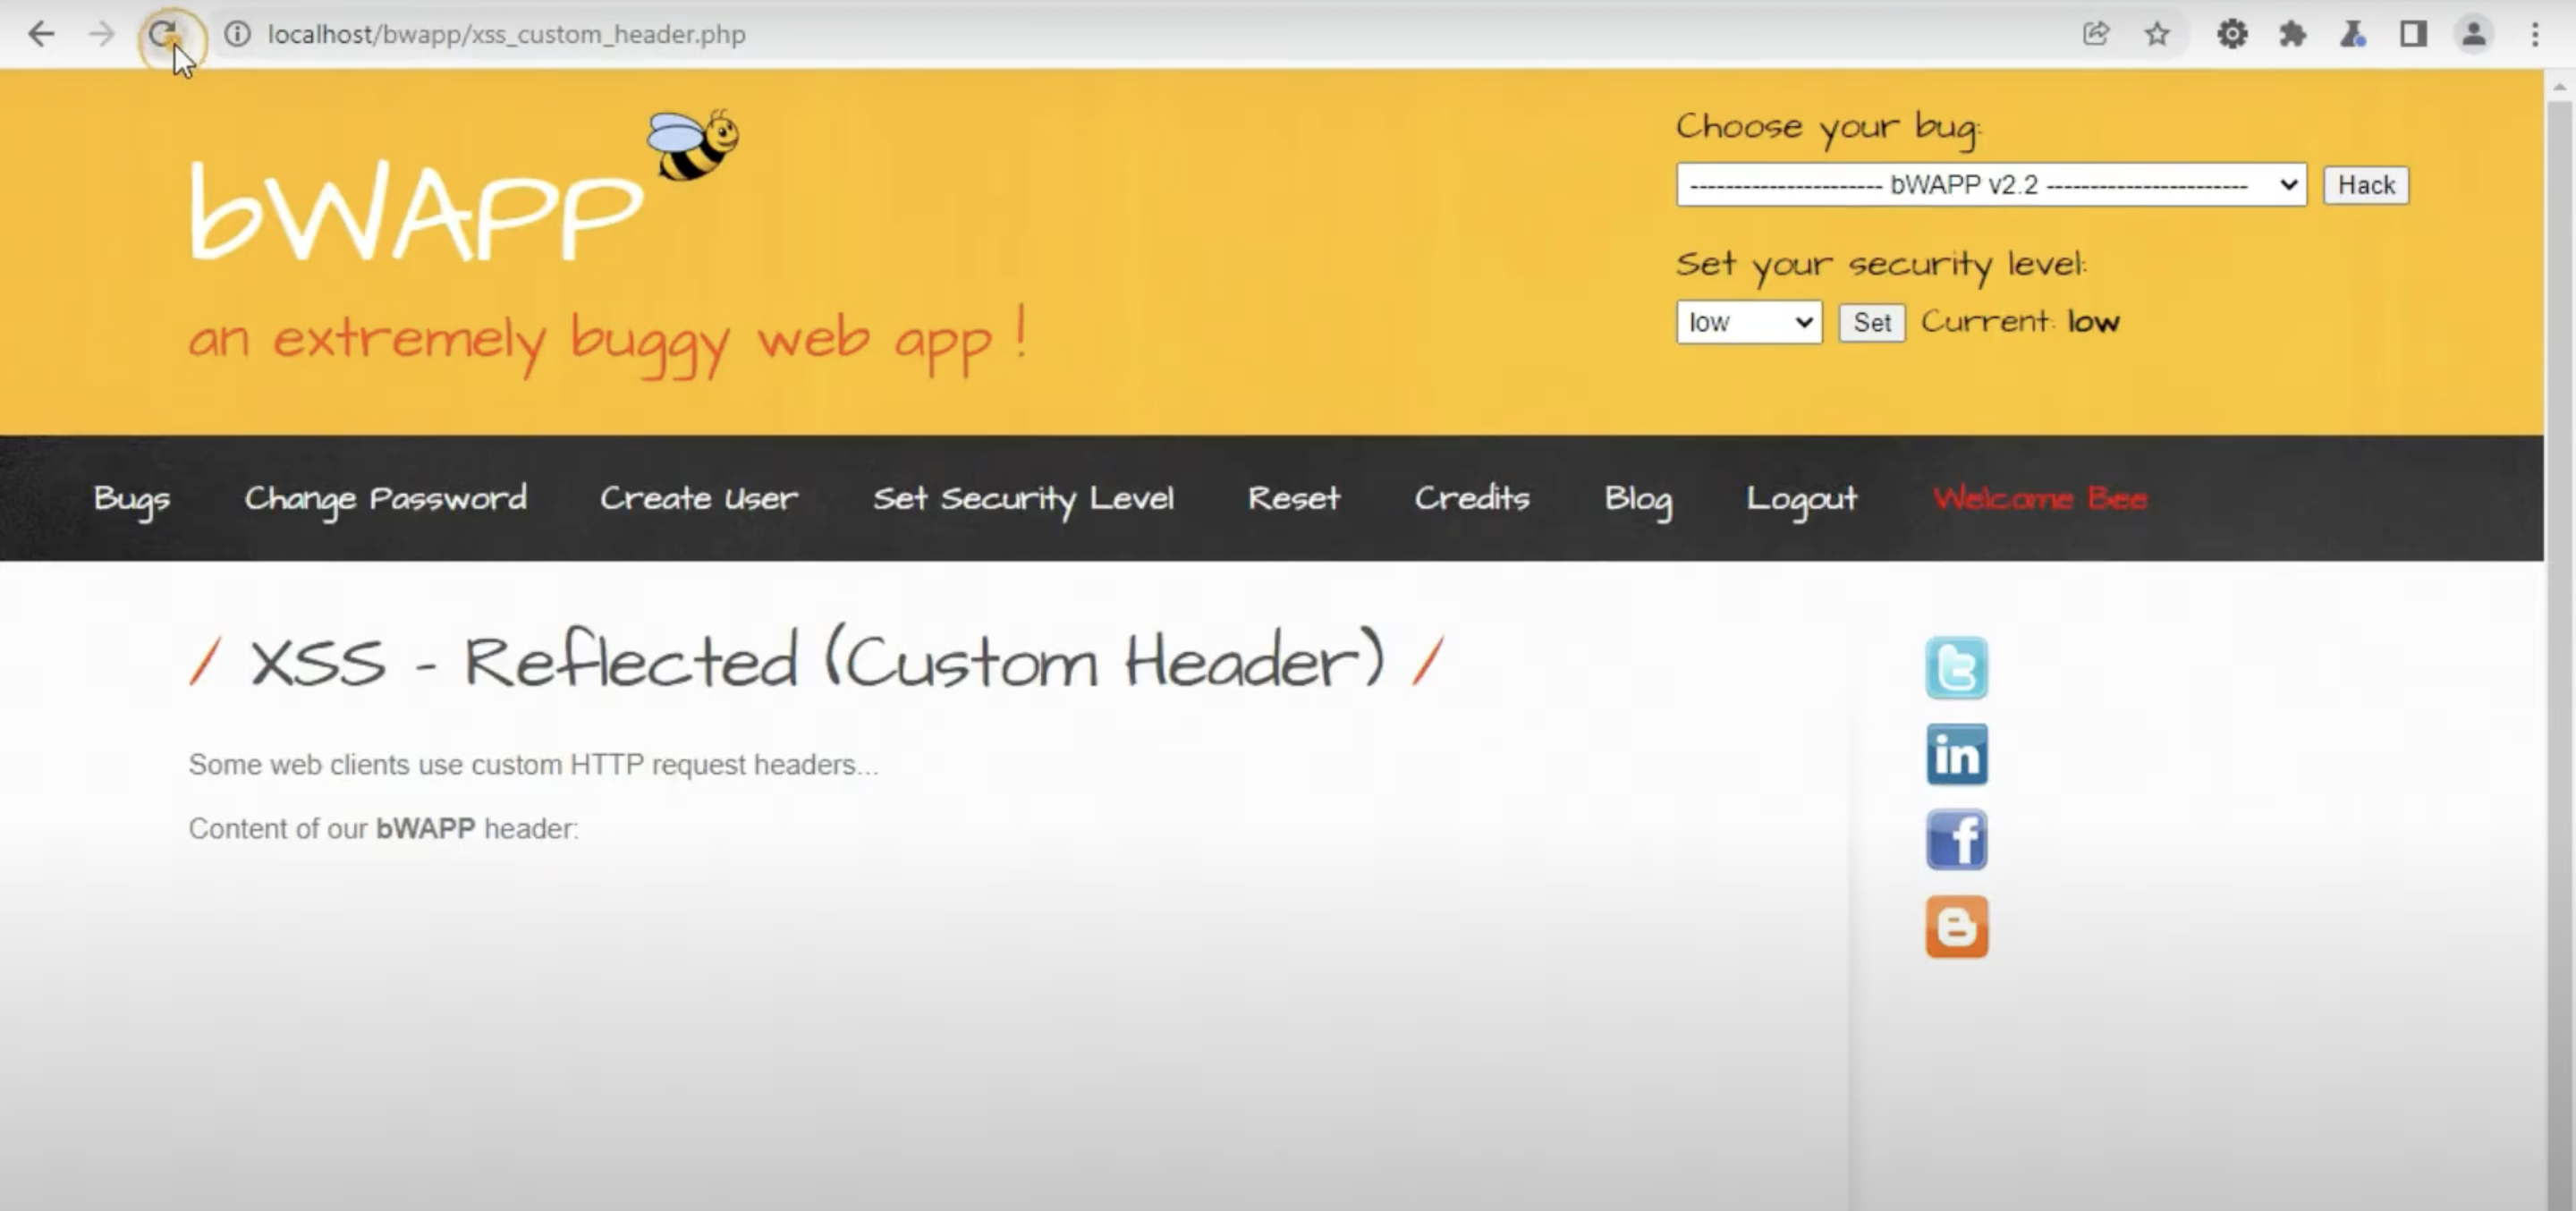 localhost/bwapp/xss_custom_header.php
bWAPP
an extremely buggy web app !
Choose your bug:
---------------------- bWAPP v2.2 ----------------------- Hack
Set your security level:
low Set Current: low
Bugs Change Password Create User Set Security Level Reset Credits Blog Logout Welcome Bee
/ XSS - Reflected (Custom Header) /
Some web clients use custom HTTP request headers...
Content of our bWAPP header: